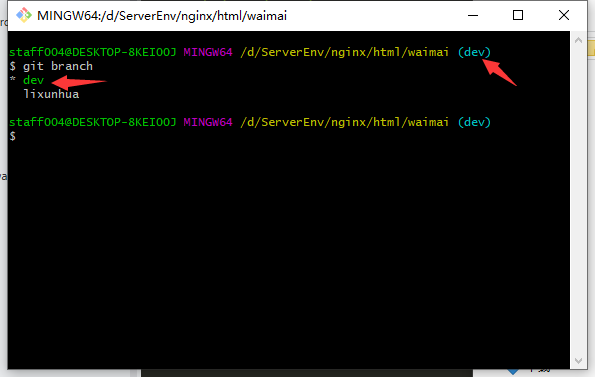 MINGW64:/d/ServerEnv/nginx/html/waimai
staff004@DESKTOP-8KEIOOJ MINGW64 /d/ServerEnv/nginx/html/waimai (dev)
$ git branch
* dev
  lixunhua
staff004@DESKTOP-8KEIOOJ MINGW64 /d/ServerEnv/nginx/html/waimai (dev)
$